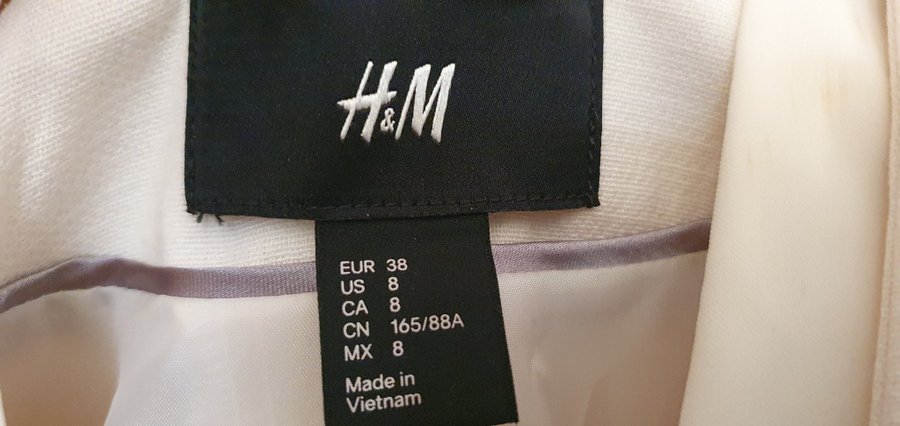 H&M
EUR 38
US 8
CA 8
CN 165/88A
MX 8
Made in
Vietnam